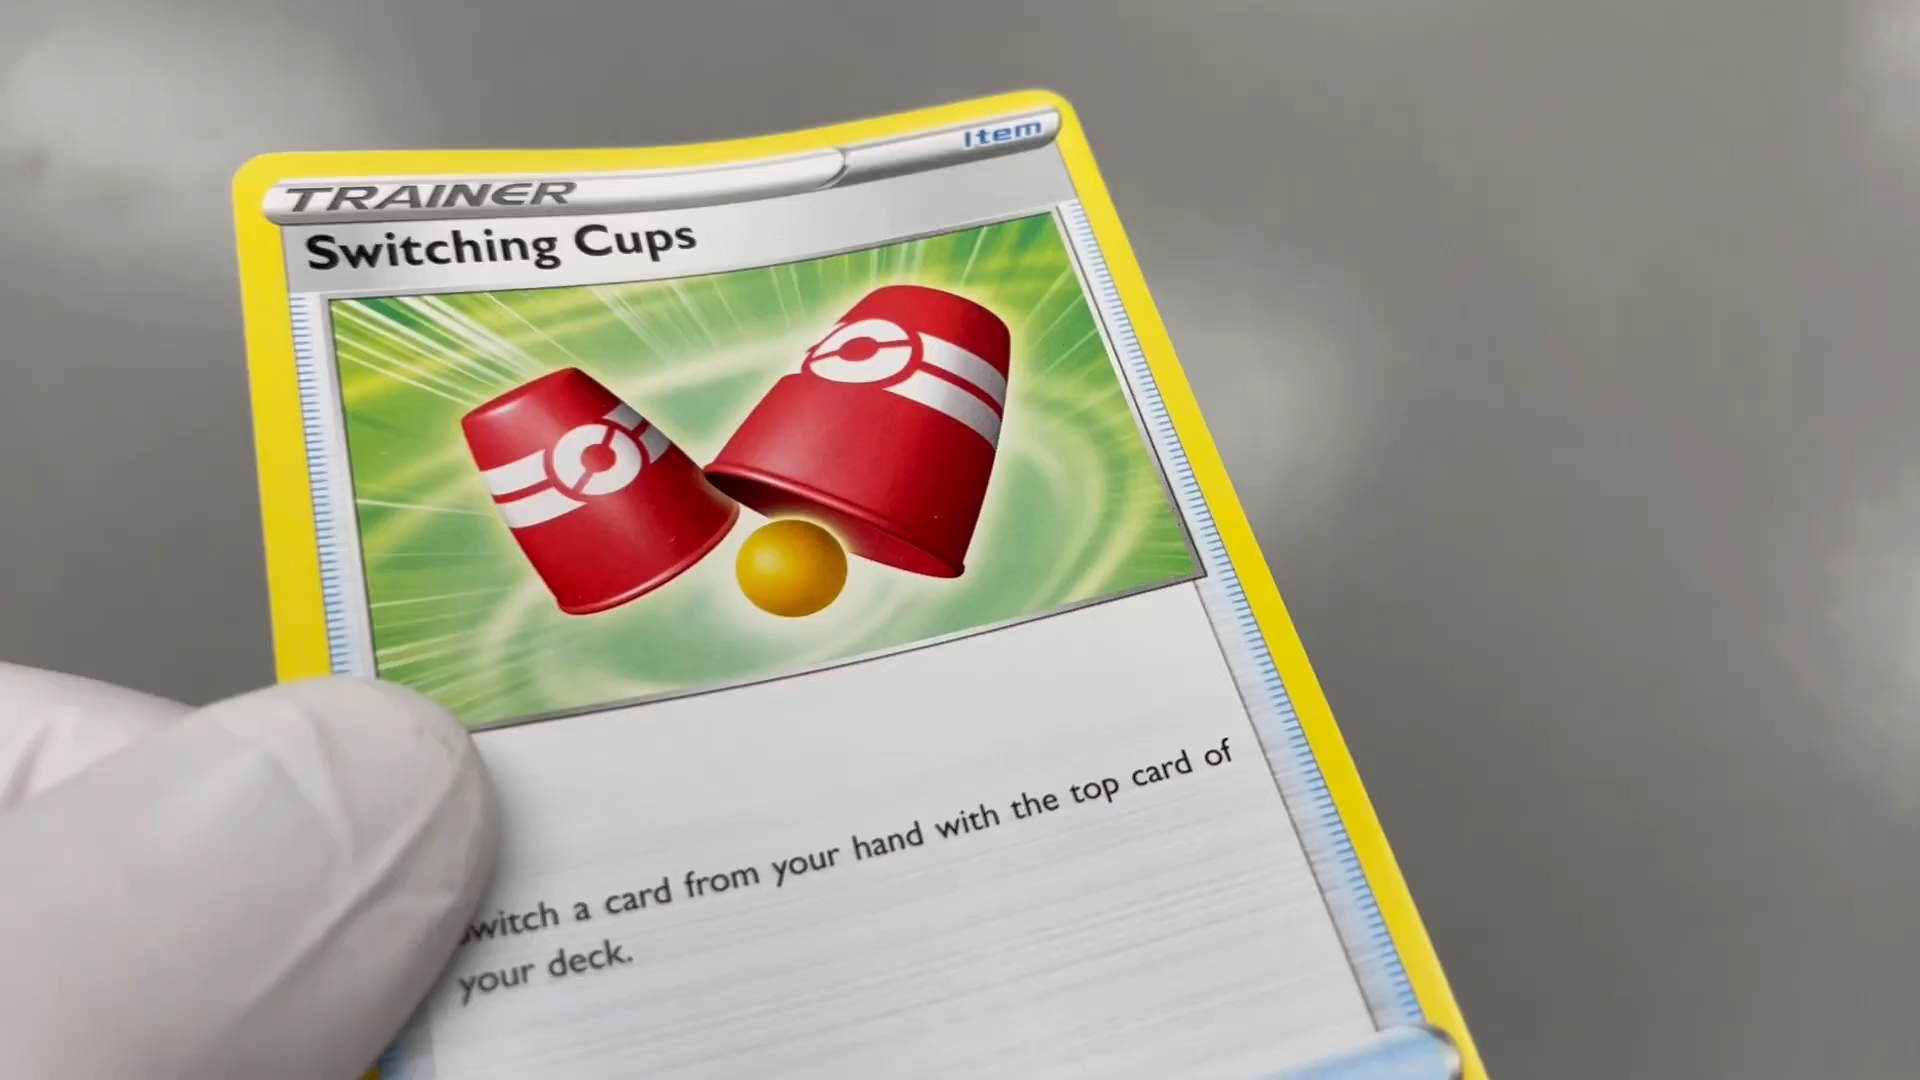 TRAINER
Item
Switching Cups
witch a card from your hand with the top card of
your deck.